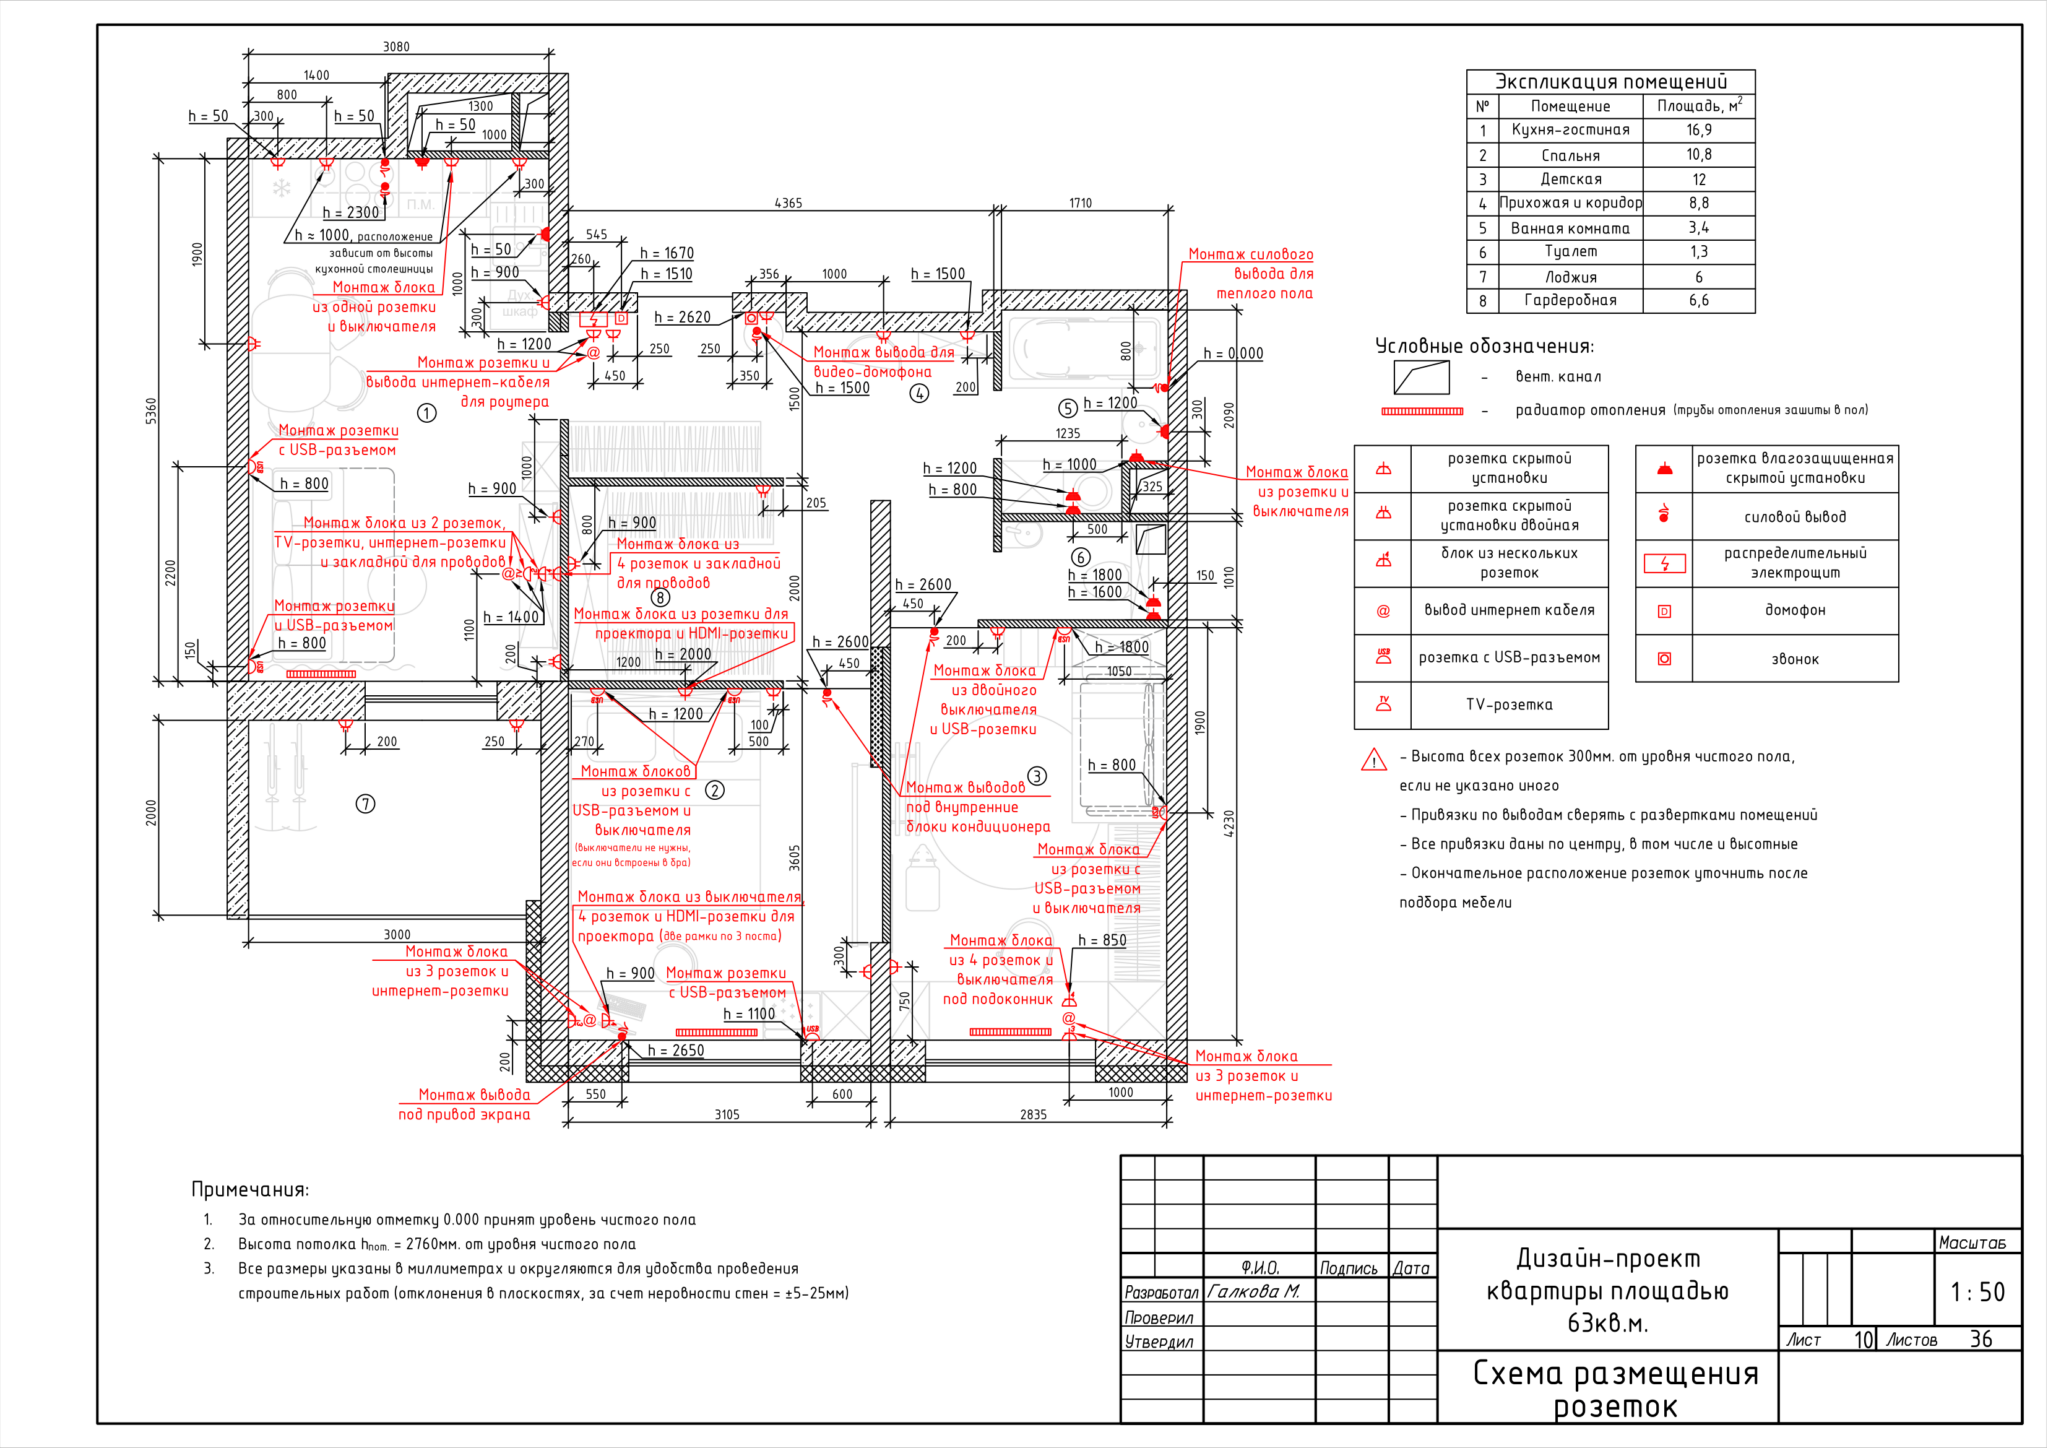 3080
1400
800
300
h = 50
h = 50
1300
h = 50
1000
300
П.М.
h = 2300
h ≈ 1000, расположение
зависит от высоты
кухонной столешницы
Монтаж блока
из одной розетки
и выключателя
1900
5360
h = 50
1000
h = 900
300
Дух.
шкаф
4365
1710
545
260
h = 1670
h = 1510
D
h = 1200
@
250
450
h = 2620
356
1000
h = 1500
250
350
h = 1500
200
Монтаж розетки и
вывода интернет-кабеля
для роутера
Монтаж вывода для
видео-домофона
4
1
Монтаж силового
вывода для
теплого пола
h = 0.000
800
5
h = 1200
300
2090
1235
h = 1200
h = 1000
h = 800
325
500
Монтаж блока
из розетки и
выключателя
1500
Монтаж розетки
с USB-разъемом
USB
h = 800
1000
h = 900
205
800
h = 900
Монтаж блока из 2 розеток,
TV-розетки, интернет-розетки
и закладной для проводов
@
TV
h = 1400
Монтаж блока из
4 розеток и закладной
для проводов
8
2000
2200
1100
Монтаж розетки
и USB-разъемом
h = 800
USB
150
200
Монтаж блока из розетки для
проектора и HDMI-розетки
1200
h = 2000
h = 2600
450
h = 2600
450
6
h = 1800
h = 1600
150
1010
200
h = 1800
1050
USB
Монтаж блока
из двойного
выключателя
и USB-розетки
1900
4230
USB
USB
h = 1200
270
100
500
Монтаж блоков
из розетки с
USB-разъемом и
выключателя
(выключатели не нужны,
если они встроены в бра)
2
3605
200
250
7
2000
3000
Монтаж выводов
под внутренние
блоки кондиционера
3
h = 800
USB
Монтаж блока
из розетки с
USB-разъемом
и выключателя
Монтаж блока из выключателя,
4 розеток и HDMI-розетки для
проектора (две рамки по 3 поста)
Монтаж блока
из 3 розеток и
интернет-розетки
h = 900
Монтаж розетки
с USB-разъемом
h = 1100
USB
300
750
@
200
h = 2650
Монтаж вывода
под привод экрана
550
600
3105
Монтаж блока
из 4 розеток и
выключателя
под подоконник
h = 850
4
@
3
Монтаж блока
из 3 розеток и
интернет-розетки
1000
2835
Экспликация помещений
№ Помещение Площадь, м2
1 Кухня-гостиная 16,9
2 Спальня 10,8
3 Детская 12
4 Прихожая и коридор 8,8
5 Ванная комната 3,4
6 Туалет 1,3
7 Лоджия 6
8 Гардеробная 6,6
Условные обозначения:
– вент. канал
– радиатор отопления (трубы отопления зашиты в пол)
розетка скрытой
установки
розетка скрытой
установки двойная
блок из нескольких
розеток
@ вывод интернет кабеля
USB розетка с USB-разъемом
TV TV-розетка
розетка влагозащищенная
скрытой установки
силовой вывод
распределительный
электрощит
D домофон
звонок
! – Высота всех розеток 300мм. от уровня чистого пола,
если не указано иного
– Привязки по выводам сверять с развертками помещений
– Все привязки даны по центру, в том числе и высотные
– Окончательное расположение розеток уточнить после
подбора мебели
Примечания:
1. За относительную отметку 0.000 принят уровень чистого пола
2. Высота потолка hпот. = 2760мм. от уровня чистого пола
3. Все размеры указаны в миллиметрах и округляются для удобства проведения
строительных работ (отклонения в плоскостях, за счет неровности стен = ±5-25мм)
Ф.И.О. Подпись Дата
Разработал Галкова М.
Проверил
Утвердил
Дизайн-проект
квартиры площадью
63кв.м.
Масштаб
1 : 50
Лист 10 Листов 36
Схема размещения
розеток